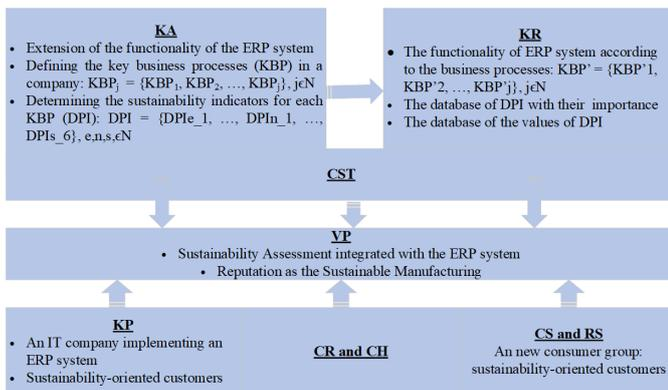 KA
• Extension of the functionality of the ERP system
• Defining the key business processes (KBP) in a
company: KBPⱼ = {KBP₁, KBP₂, …, KBPⱼ}, jϵN
• Determining the sustainability indicators for each
KBP (DPI): DPI = {DPIe_1, …, DPIn_1, …,
DPIs_6}, e,n,s,ϵN
KR
• The functionality of ERP system according
to the business processes: KBP’ = {KBP’1,
KBP’2, …, KBP’j}, jϵN
• The database of DPI with their importance
• The database of the values of DPI
CST
VP
• Sustainability Assessment integrated with the ERP system
• Reputation as the Sustainable Manufacturing
KP
• An IT company implementing an
ERP system
• Sustainability-oriented customers
CR and CH
CS and RS
An new consumer group:
sustainability-oriented customers